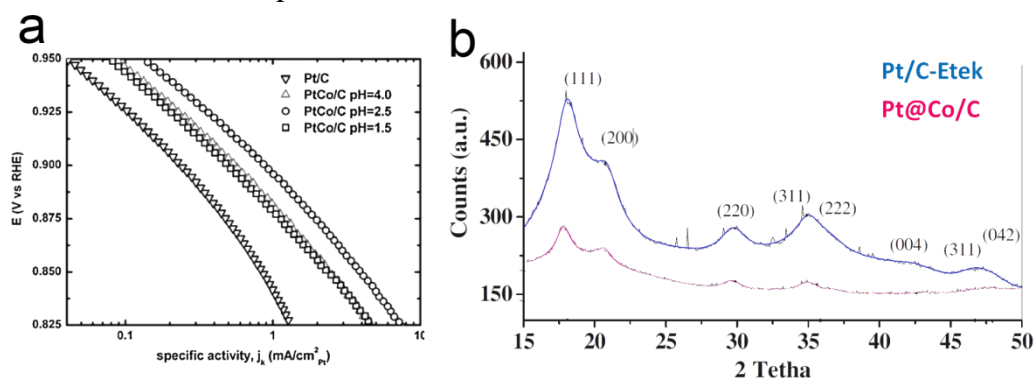 a
0.950
0.925
0.900
0.875
0.850
0.825
E (V vs RHE)
Pt/C
PtCo/C pH=4.0
PtCo/C pH=2.5
PtCo/C pH=1.5
0.1
1
10
specific activity, jₖ (mA/cm²Pt)
b
600
450
300
150
Counts (a.u.)
Pt/C-Etek
Pt@Co/C
(111)
(200)
(220)
(311)
(222)
(004)
(311)
(042)
15 20 25 30 35 40 45 50
2 Tetha